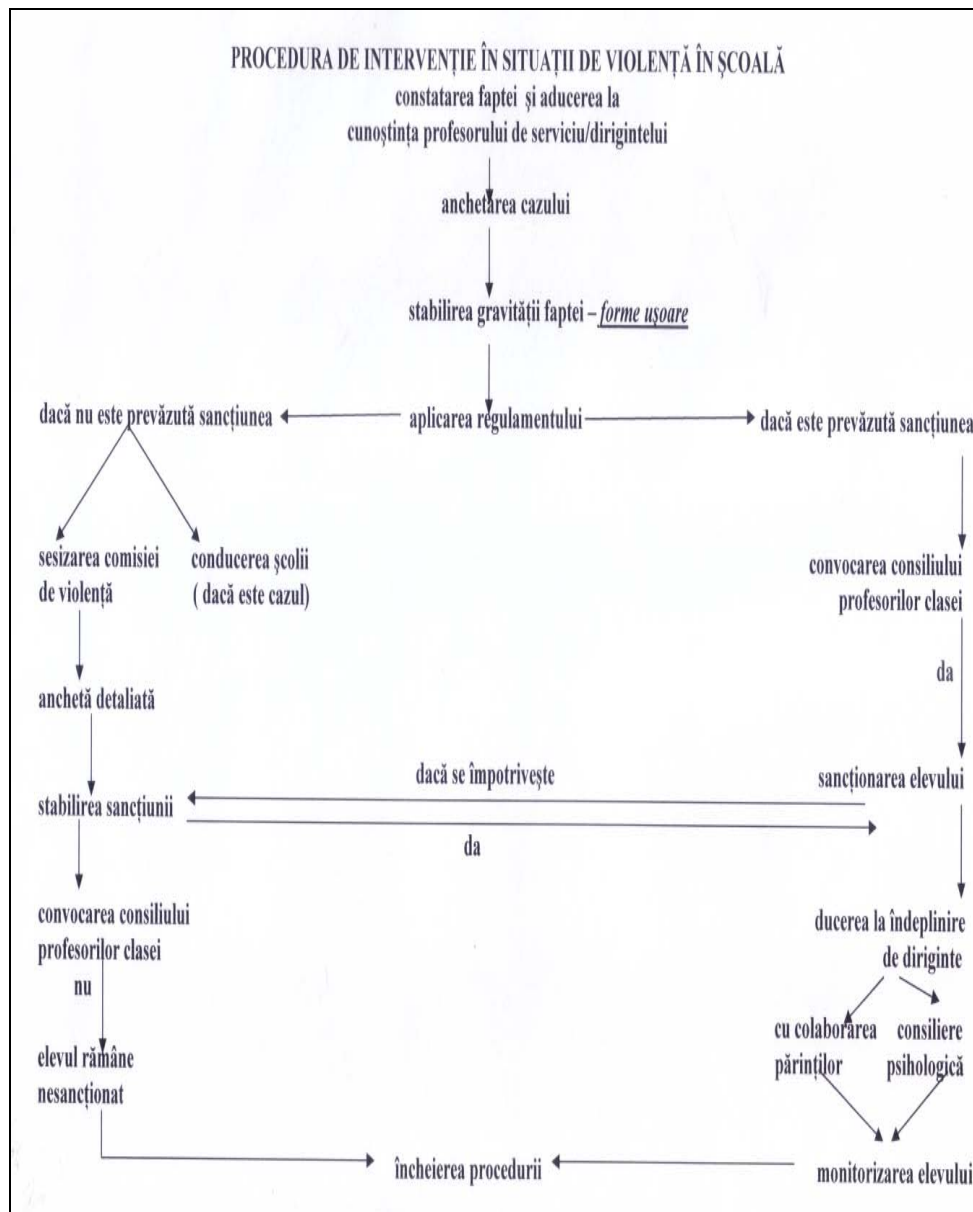 PROCEDURA DE INTERVENȚIE ÎN SITUAȚII DE VIOLENȚĂ ÎN ȘCOALĂ
constatarea faptei și aducerea la
cunoștința profesorului de serviciu/dirigintelui
anchetarea cazului
stabilirea gravității faptei – forme ușoare
dacă nu este prevăzută sancțiunea
aplicarea regulamentului
dacă este prevăzută sancțiunea
sesizarea comisiei
de violență
conducerea școlii
( dacă este cazul)
convocarea consiliului
profesorilor clasei
da
anchetă detaliată
dacă se împotrivește
sancționarea elevului
stabilirea sancțiunii
da
convocarea consiliului
profesorilor clasei
nu
ducerea la îndeplinire
de diriginte
cu colaborarea
părinților
consiliere
psihologică
elevul rămâne
nesancționat
încheierea procedurii
monitorizarea elevului